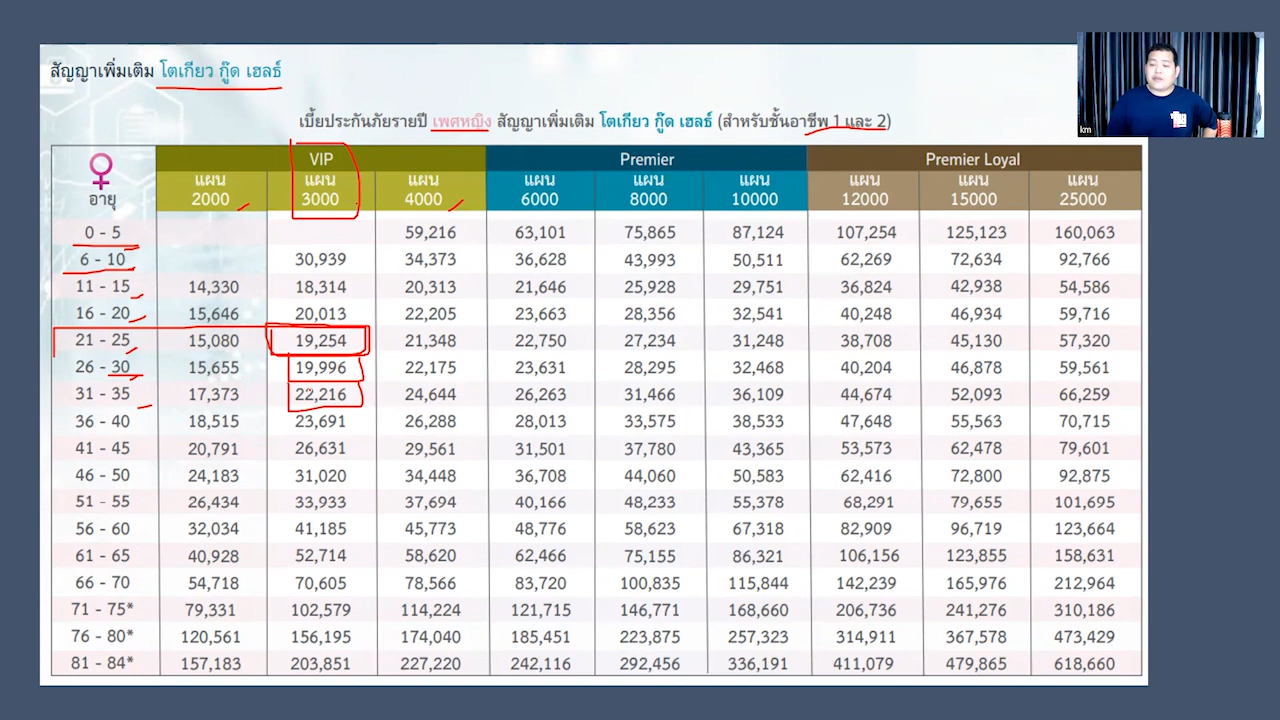 สัญญาเพิ่มเติม โตเกียว กู๊ด เฮลธ์
km
เบี้ยประกันภัยรายปี เพศหญิง สัญญาเพิ่มเติม โตเกียว กู๊ด เฮลธ์ (สำหรับชั้นอาชีพ 1 และ 2)
อายุ VIP Premier Premier Loyal
แผน 2000 แผน 3000 แผน 4000 แผน 6000 แผน 8000 แผน 10000 แผน 12000 แผน 15000 แผน 25000
0 - 5 59,216 63,101 75,865 87,124 107,254 125,123 160,063
6 - 10 30,939 34,373 36,628 43,993 50,511 62,269 72,634 92,766
11 - 15 14,330 18,314 20,313 21,646 25,928 29,751 36,824 42,938 54,586
16 - 20 15,646 20,013 22,205 23,663 28,356 32,541 40,248 46,934 59,716
21 - 25 15,080 19,254 21,348 22,750 27,234 31,248 38,708 45,130 57,320
26 - 30 15,655 19,996 22,175 23,631 28,295 32,468 40,204 46,878 59,561
31 - 35 17,373 22,216 24,644 26,263 31,466 36,109 44,674 52,093 66,259
36 - 40 18,515 23,691 26,288 28,013 33,575 38,533 47,648 55,563 70,715
41 - 45 20,791 26,631 29,561 31,501 37,780 43,365 53,573 62,478 79,601
46 - 50 24,183 31,020 34,448 36,708 44,060 50,583 62,416 72,800 92,875
51 - 55 26,434 33,933 37,694 40,166 48,233 55,378 68,291 79,655 101,695
56 - 60 32,034 41,185 45,773 48,776 58,623 67,318 82,909 96,719 123,664
61 - 65 40,928 52,714 58,620 62,466 75,155 86,321 106,156 123,855 158,631
66 - 70 54,718 70,605 78,566 83,720 100,835 115,844 142,239 165,976 212,964
71 - 75* 79,331 102,579 114,224 121,715 146,771 168,660 206,736 241,276 310,186
76 - 80* 120,561 156,195 174,040 185,451 223,875 257,323 314,911 367,578 473,429
81 - 84* 157,183 203,851 227,220 242,116 292,456 336,191 411,079 479,865 618,660